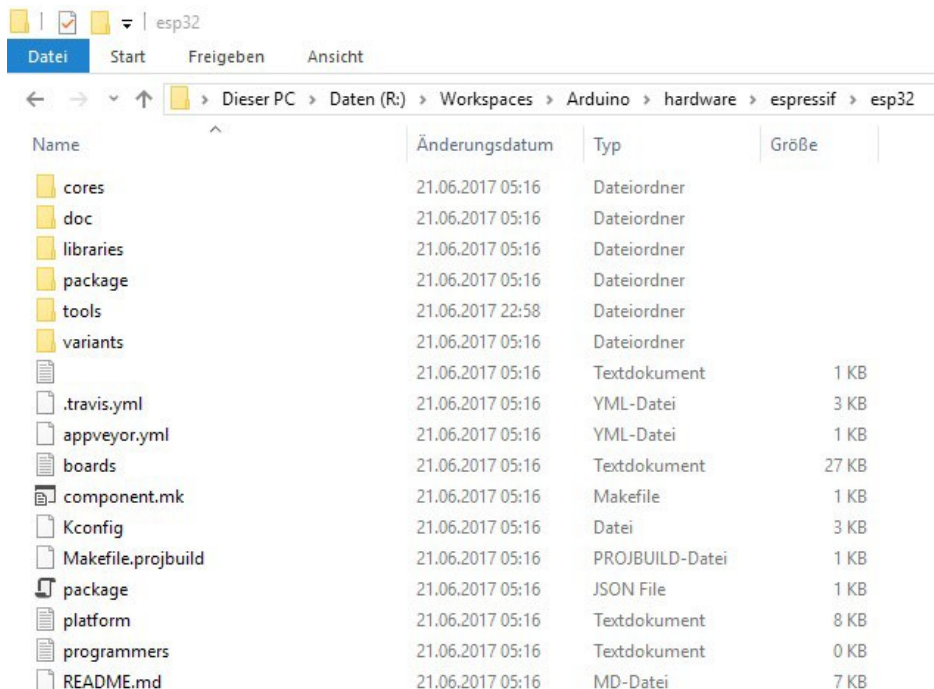 esp32
Datei Start Freigeben Ansicht
Dieser PC > Daten (R:) > Workspaces > Arduino > hardware > espressif > esp32
Name Änderungsdatum Typ Größe
cores 21.06.2017 05:16 Dateiordner
doc 21.06.2017 05:16 Dateiordner
libraries 21.06.2017 05:16 Dateiordner
package 21.06.2017 05:16 Dateiordner
tools 21.06.2017 22:58 Dateiordner
variants 21.06.2017 05:16 Dateiordner
21.06.2017 05:16 Textdokument 1 KB
.travis.yml 21.06.2017 05:16 YML-Datei 3 KB
appveyor.yml 21.06.2017 05:16 YML-Datei 1 KB
boards 21.06.2017 05:16 Textdokument 27 KB
component.mk 21.06.2017 05:16 Makefile 1 KB
Kconfig 21.06.2017 05:16 Datei 3 KB
Makefile.projbuild 21.06.2017 05:16 PROJBUILD-Datei 1 KB
package 21.06.2017 05:16 JSON File 1 KB
platform 21.06.2017 05:16 Textdokument 8 KB
programmers 21.06.2017 05:16 Textdokument 0 KB
README.md 21.06.2017 05:16 MD-Datei 7 KB